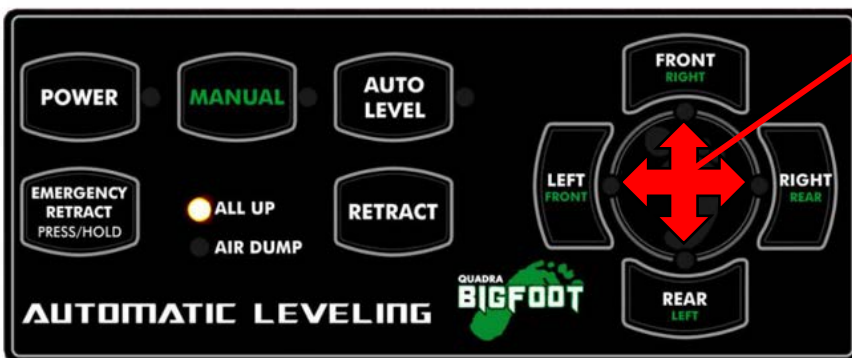 POWER
MANUAL
AUTO
LEVEL
FRONT
RIGHT
LEFT
FRONT
RIGHT
REAR
EMERGENCY
RETRACT
PRESS/HOLD
ALL UP
AIR DUMP
RETRACT
REAR
LEFT
AUTOMATIC LEVELING
QUADRA
BIGFOOT